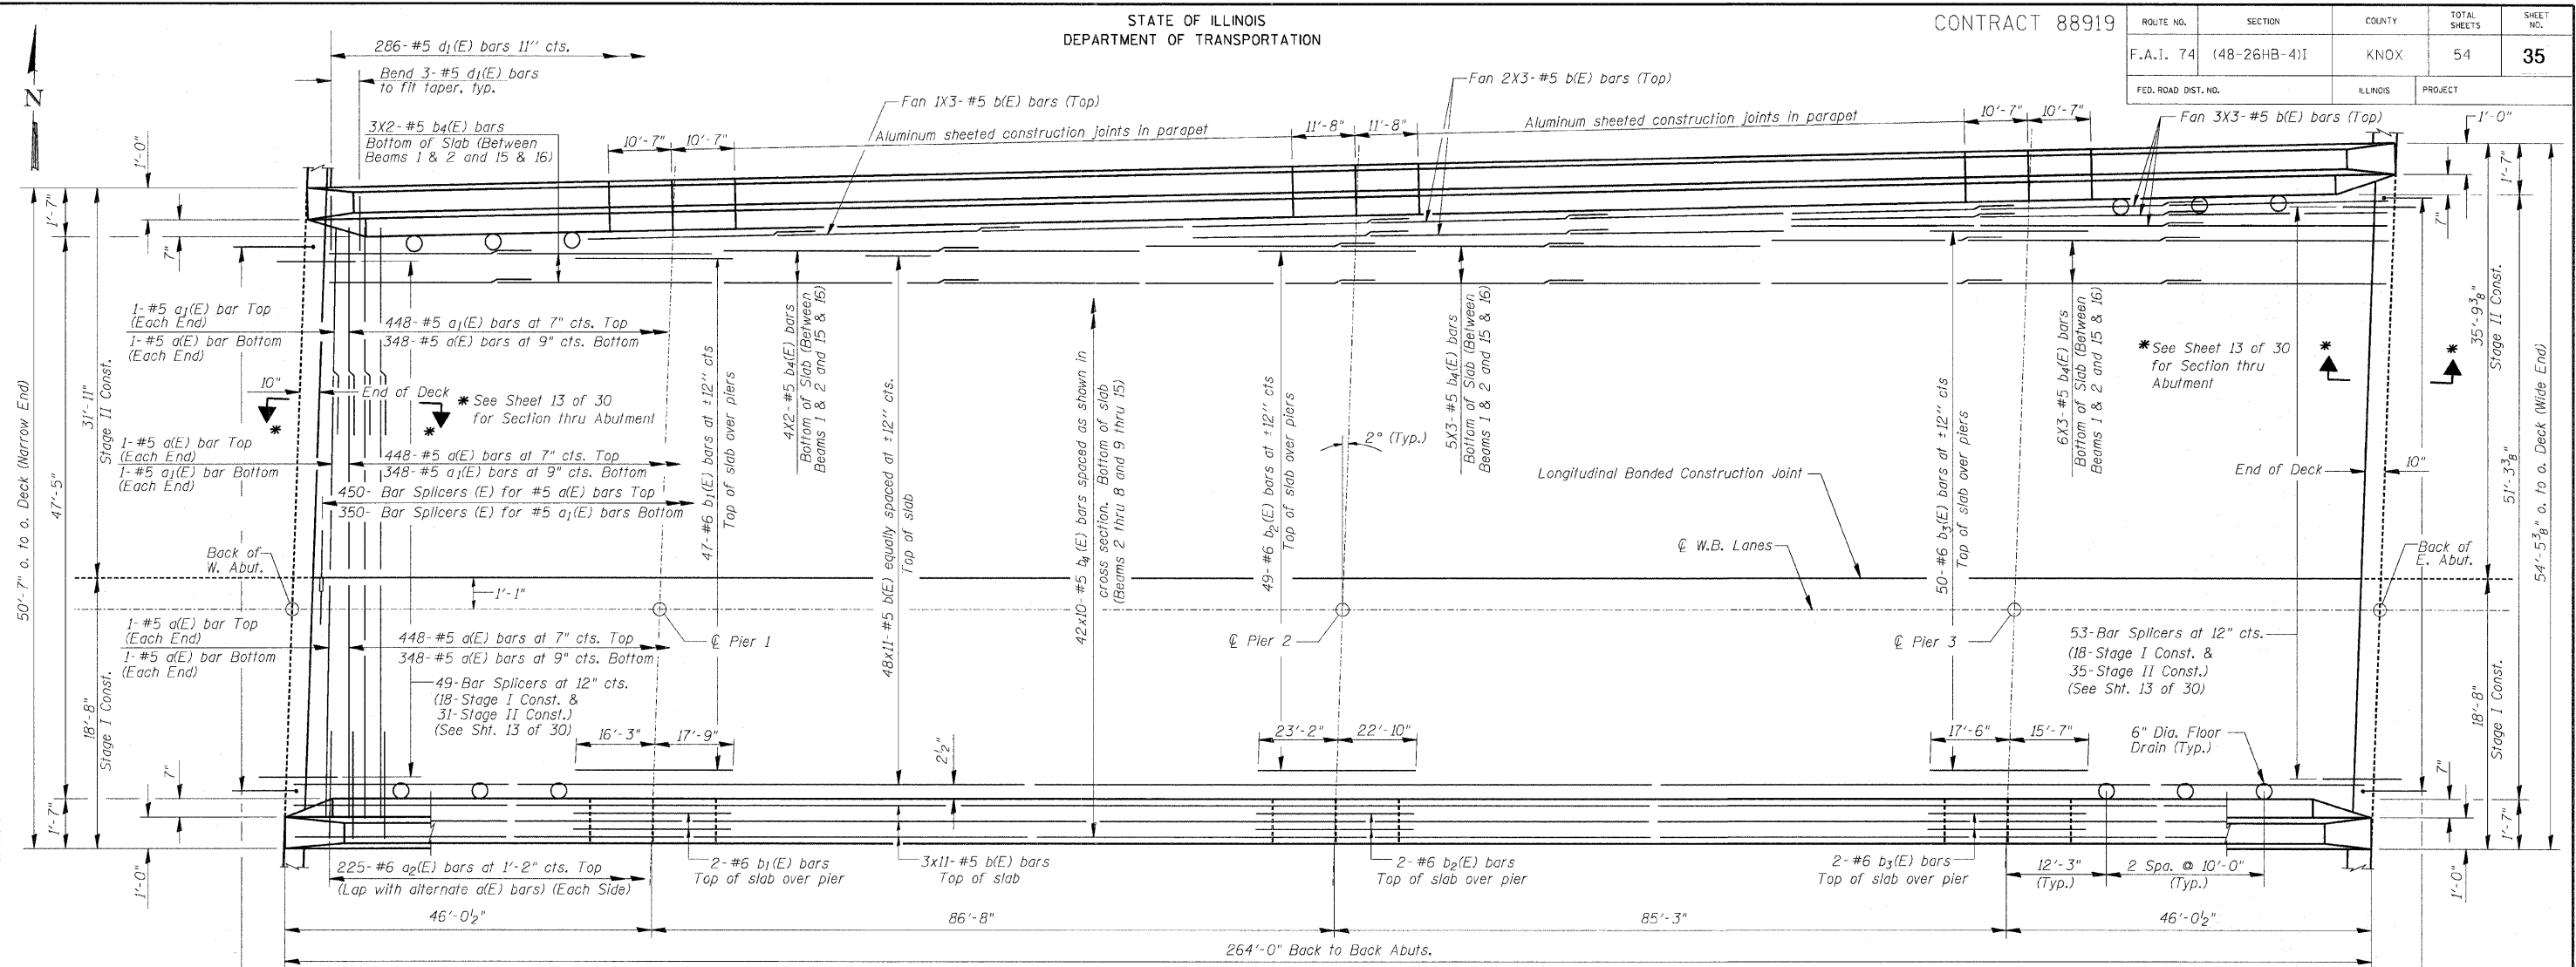 STATE OF ILLINOIS
DEPARTMENT OF TRANSPORTATION
CONTRACT 88919
ROUTE NO.
SECTION
COUNTY
TOTAL SHEETS
SHEET NO.
F.A.I. 74
(48-26HB-4)I
KNOX
54
35
FED. ROAD DIST. NO.
ILLINOIS
PROJECT
N
286-#5 d1(E) bars 11" cts.
Bend 3-#5 d1(E) bars
to fit taper, typ.
3X2-#5 b4(E) bars
Bottom of Slab (Between
Beams 1 & 2 and 15 & 16)
Fan 1X3-#5 b(E) bars (Top)
Aluminum sheeted construction joints in parapet
10'-7"
10'-7"
Fan 2X3-#5 b(E) bars (Top)
11'-8"
11'-8"
Aluminum sheeted construction joints in parapet
10'-7"
10'-7"
Fan 3X3-#5 b(E) bars (Top)
1'-0"
1'-0"
1'-7"
7"
1'-7"
7"
50'-7" o. to o. Deck (Narrow End)
47'-5"
31'-11"
Stage II Const.
18'-8"
Stage I Const.
1-#5 a1(E) bar Top
(Each End)
1-#5 a(E) bar Bottom
(Each End)
448-#5 a1(E) bars at 7" cts. Top
348-#5 a(E) bars at 9" cts. Bottom
10"
End of Deck
* See Sheet 13 of 30
for Section thru Abutment
*
*
1-#5 a(E) bar Top
(Each End)
1-#5 a1(E) bar Bottom
(Each End)
448-#5 a(E) bars at 7" cts. Top
348-#5 a1(E) bars at 9" cts. Bottom
450- Bar Splicers (E) for #5 a(E) bars Top
350- Bar Splicers (E) for #5 a1(E) bars Bottom
47-#6 b1(E) bars at ±12" cts
Top of slab over piers
4X2-#5 b4(E) bars
Bottom of Slab (Between
Beams 1 & 2 and 15 & 16)
48x11-#5 b(E) equally spaced at ±12" cts.
Top of slab
42x10-#5 b4(E) bars spaced as shown in
cross section. Bottom of slab
(Beams 2 thru 8 and 9 thru 15)
49-#6 b2(E) bars at ±12" cts
Top of slab over piers
2° (Typ.)
5X3-#5 b4(E) bars
Bottom of Slab (Between
Beams 1 & 2 and 15 & 16)
50-#6 b3(E) bars at ±12" cts
Top of slab over piers
6X3-#5 b4(E) bars
Bottom of Slab (Between
Beams 1 & 2 and 15 & 16)
* See Sheet 13 of 30
for Section thru
Abutment
*
*
Longitudinal Bonded Construction Joint
End of Deck
10"
℄ W.B. Lanes
Back of
W. Abut.
Back of
E. Abut.
35'-9 3/8"
Stage II Const.
51'-3 3/8"
54'-5 3/8" o. to o. Deck (Wide End)
18'-8"
Stage I Const.
1'-1"
1-#5 a(E) bar Top
(Each End)
1-#5 a(E) bar Bottom
(Each End)
448-#5 a(E) bars at 7" cts. Top
348-#5 a(E) bars at 9" cts. Bottom
℄ Pier 1
℄ Pier 2
℄ Pier 3
49-Bar Splicers at 12" cts.
(18-Stage I Const. &
31-Stage II Const.)
(See Sht. 13 of 30)
53-Bar Splicers at 12" cts.
(18-Stage I Const. &
35-Stage II Const.)
(See Sht. 13 of 30)
16'-3"
17'-9"
2 1/2"
23'-2"
22'-10"
17'-6"
15'-7"
6" Dia. Floor
Drain (Typ.)
7"
1'-7"
1'-0"
7"
1'-7"
1'-0"
225-#6 a2(E) bars at 1'-2" cts. Top
(Lap with alternate a(E) bars) (Each Side)
2-#6 b1(E) bars
Top of slab over pier
3x11-#5 b(E) bars
Top of slab
2-#6 b2(E) bars
Top of slab over pier
2-#6 b3(E) bars
Top of slab over pier
12'-3"
(Typ.)
2 Spa. @ 10'-0"
(Typ.)
46'-0 1/2"
86'-8"
85'-3"
46'-0 1/2"
264'-0" Back to Back Abuts.